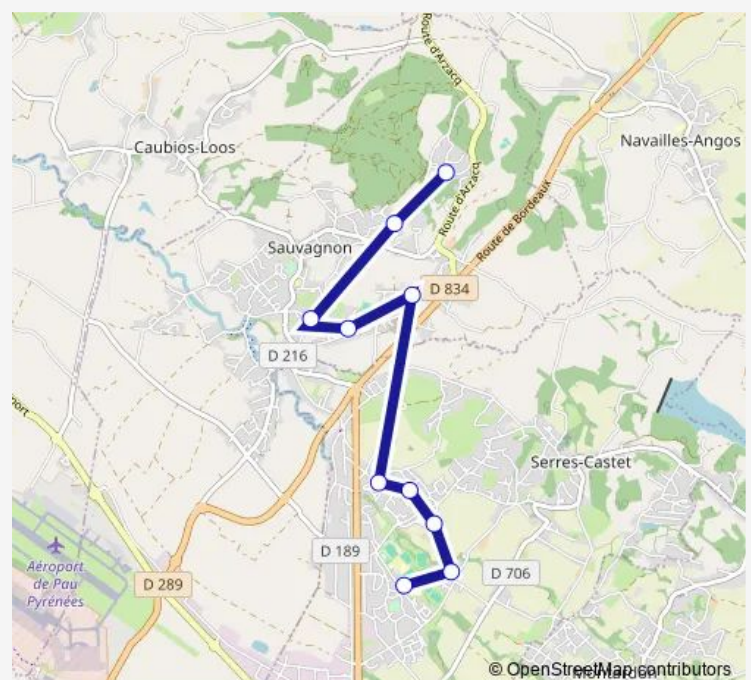 Route d'Arzacq
Caubios-Loos
Navailles-Angos
Route d'Arzacq
Route de Bordeaux
Sauvagnon
D 834
D 216
Serres-Castet
D 189
Aéroport
de Pau
Pyrénées
D 289
D 706
© OpenStreetMap contributors